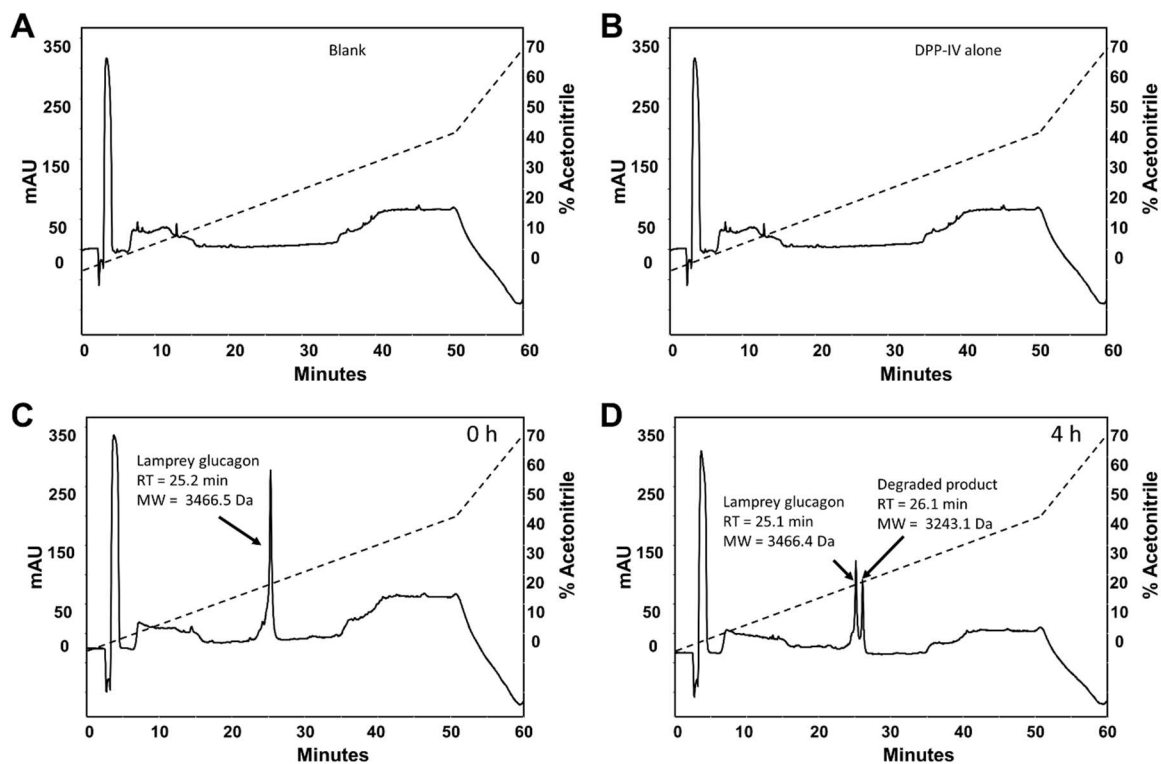 A
Blank
350
250
150
50
0
mAU
70
60
50
40
30
20
10
0
% Acetonitrile
0 10 20 30 40 50 60
Minutes
B
DPP-IV alone
350
250
150
50
0
mAU
70
60
50
40
30
20
10
0
% Acetonitrile
0 10 20 30 40 50 60
Minutes
C
0 h
Lamprey glucagon
RT = 25.2 min
MW = 3466.5 Da
350
250
150
50
0
mAU
70
60
50
40
30
20
10
0
% Acetonitrile
0 10 20 30 40 50 60
Minutes
D
4 h
Lamprey glucagon
RT = 25.1 min
MW = 3466.4 Da
Degraded product
RT = 26.1 min
MW = 3243.1 Da
350
250
150
50
0
mAU
70
60
50
40
30
20
10
0
% Acetonitrile
0 10 20 30 40 50 60
Minutes